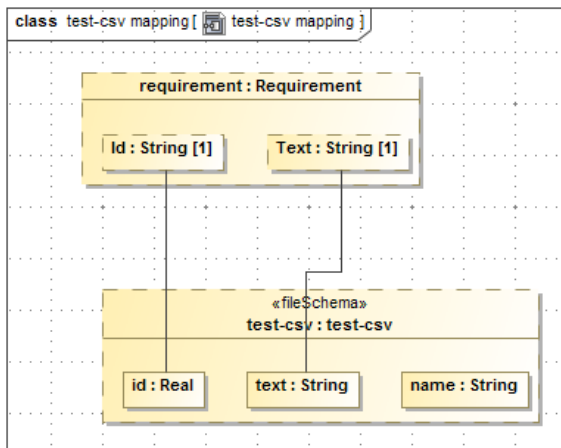 class test-csv mapping [ test-csv mapping ]
requirement : Requirement
Id : String [1]
Text : String [1]
«fileSchema»
test-csv : test-csv
id : Real
text : String
name : String